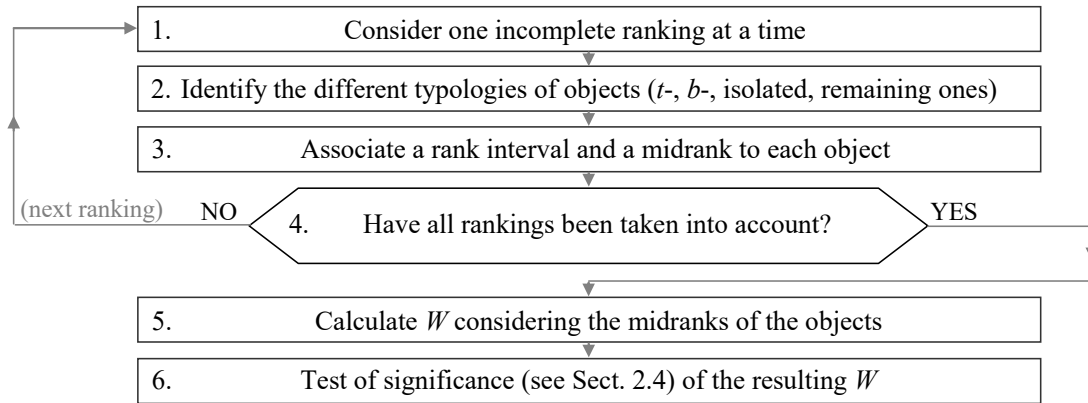 1. Consider one incomplete ranking at a time
2. Identify the different typologies of objects (t-, b-, isolated, remaining ones)
3. Associate a rank interval and a midrank to each object
(next ranking) NO
4. Have all rankings been taken into account?
YES
5. Calculate W considering the midranks of the objects
6. Test of significance (see Sect. 2.4) of the resulting W